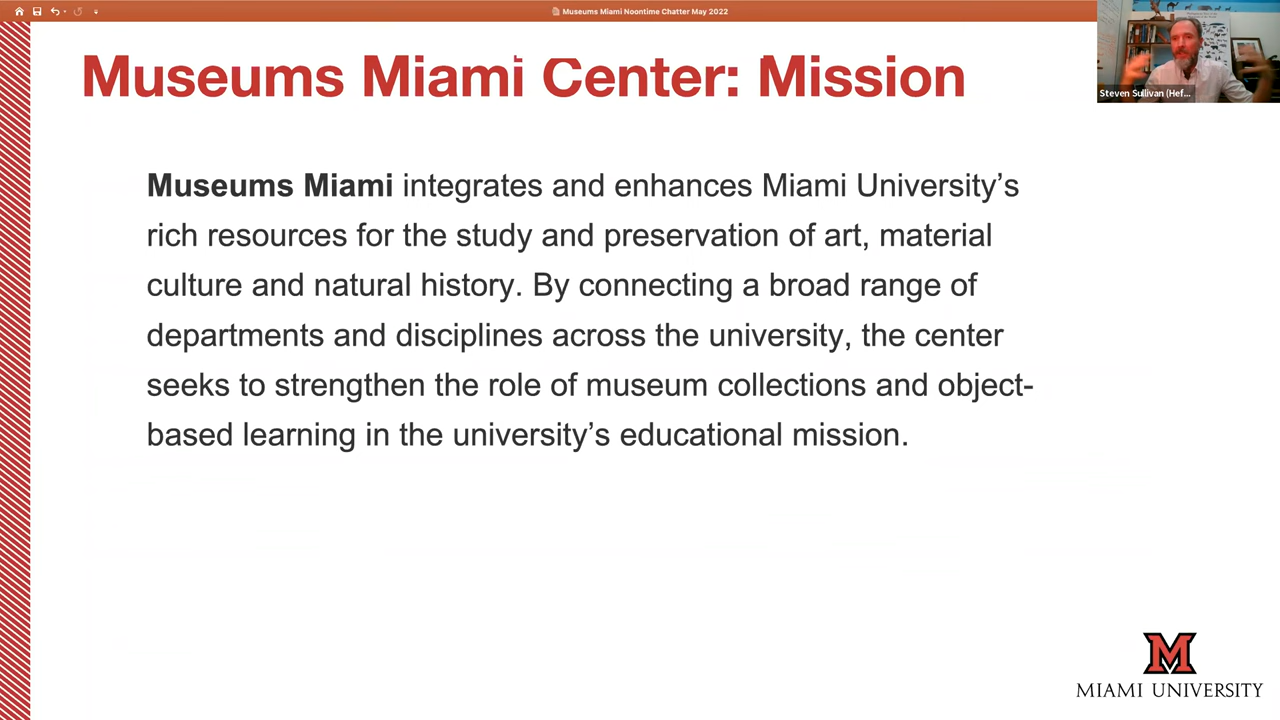 Museums Miami Noontime Chatter May 2022
Museums Miami Center: Mission
Steven Sullivan (Hef...
Museums Miami integrates and enhances Miami University’s
rich resources for the study and preservation of art, material
culture and natural history. By connecting a broad range of
departments and disciplines across the university, the center
seeks to strengthen the role of museum collections and object-
based learning in the university’s educational mission.
M
MIAMI UNIVERSITY